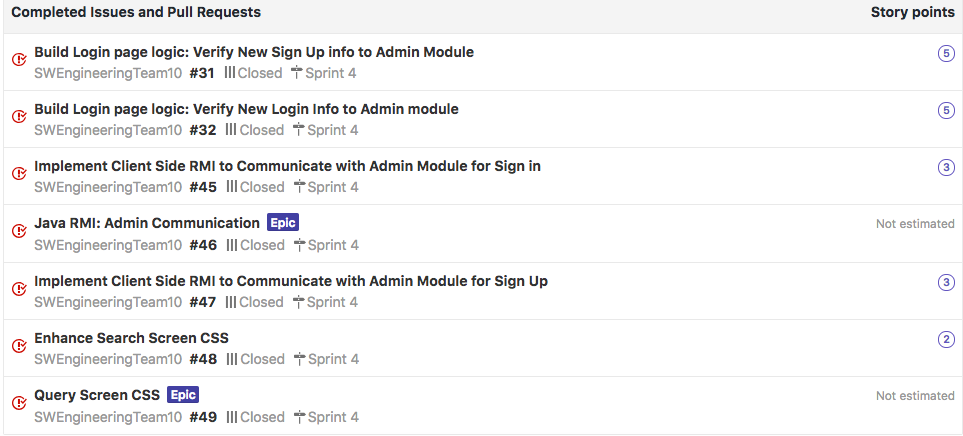 Completed Issues and Pull Requests Story points
Build Login page logic: Verify New Sign Up info to Admin Module 5
SWEngineeringTeam10 #31 Closed Sprint 4
Build Login page logic: Verify New Login Info to Admin module 5
SWEngineeringTeam10 #32 Closed Sprint 4
Implement Client Side RMI to Communicate with Admin Module for Sign in 3
SWEngineeringTeam10 #45 Closed Sprint 4
Java RMI: Admin Communication Epic Not estimated
SWEngineeringTeam10 #46 Closed Sprint 4
Implement Client Side RMI to Communicate with Admin Module for Sign Up 3
SWEngineeringTeam10 #47 Closed Sprint 4
Enhance Search Screen CSS 2
SWEngineeringTeam10 #48 Closed Sprint 4
Query Screen CSS Epic Not estimated
SWEngineeringTeam10 #49 Closed Sprint 4